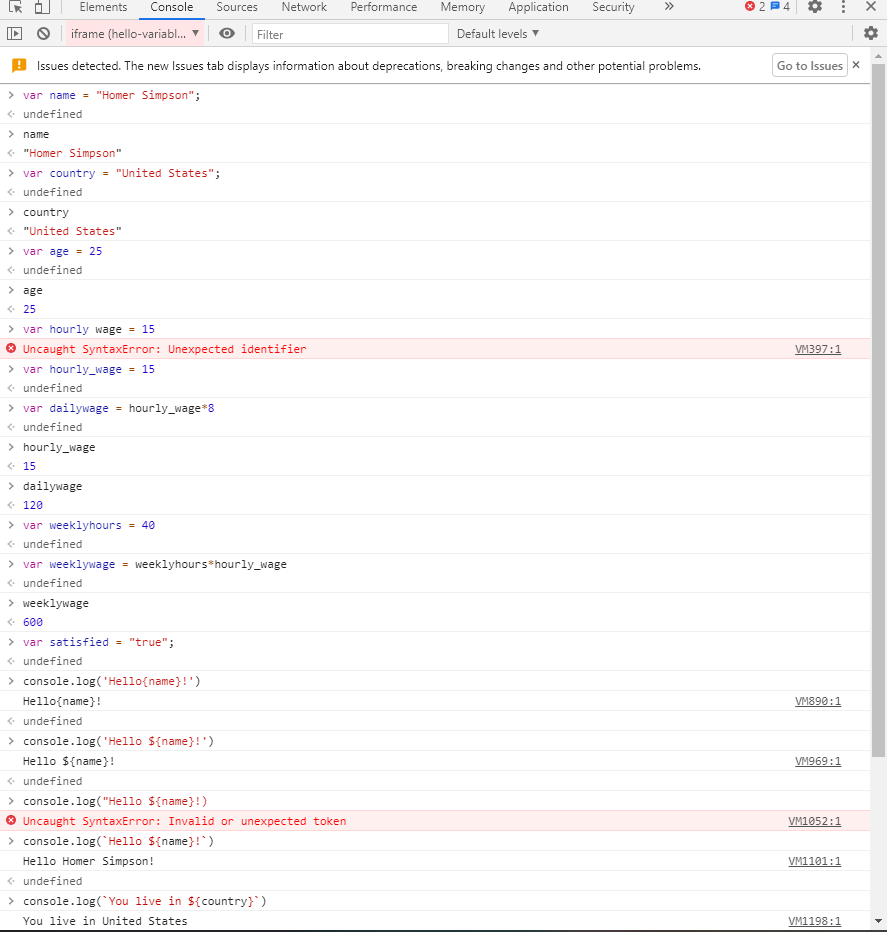 Elements Console Sources Network Performance Memory Application Security » 2 4
iframe (hello-variabl... ▼ Filter Default levels ▼
Issues detected. The new Issues tab displays information about deprecations, breaking changes and other potential problems. Go to Issues ×
> var name = "Homer Simpson";
<· undefined
> name
<· "Homer Simpson"
> var country = "United States";
<· undefined
> country
<· "United States"
> var age = 25
<· undefined
> age
<· 25
> var hourly wage = 15
Uncaught SyntaxError: Unexpected identifier VM397:1
> var hourly_wage = 15
<· undefined
> var dailywage = hourly_wage*8
<· undefined
> hourly_wage
<· 15
> dailywage
<· 120
> var weeklyhours = 40
<· undefined
> var weeklywage = weeklyhours*hourly_wage
<· undefined
> weeklywage
<· 600
> var satisfied = "true";
<· undefined
> console.log('Hello{name}!')
Hello{name}! VM890:1
<· undefined
> console.log('Hello ${name}!')
Hello ${name}! VM969:1
<· undefined
> console.log("Hello ${name}!)
Uncaught SyntaxError: Invalid or unexpected token VM1052:1
> console.log(`Hello ${name}!`)
Hello Homer Simpson! VM1101:1
<· undefined
> console.log(`You live in ${country}`)
You live in United States VM1198:1